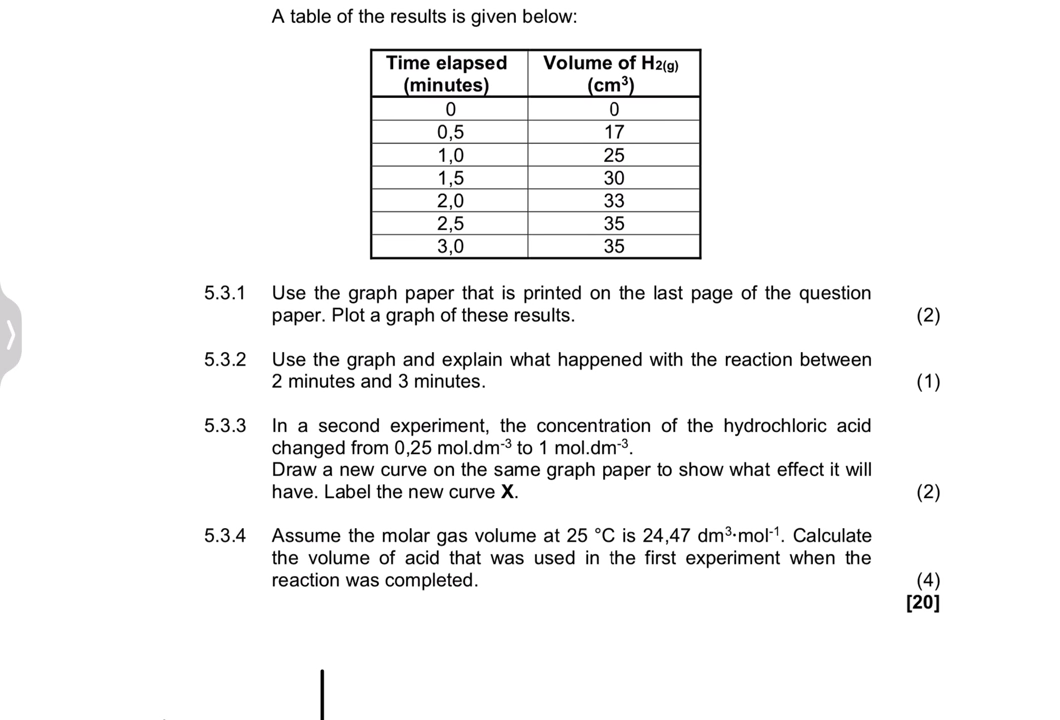 A table of the results is given below:
Time elapsed (minutes) Volume of H2(g) (cm³)
0 0
0,5 17
1,0 25
1,5 30
2,0 33
2,5 35
3,0 35
5.3.1 Use the graph paper that is printed on the last page of the question
paper. Plot a graph of these results. (2)
5.3.2 Use the graph and explain what happened with the reaction between
2 minutes and 3 minutes. (1)
5.3.3 In a second experiment, the concentration of the hydrochloric acid
changed from 0,25 mol.dm⁻³ to 1 mol.dm⁻³.
Draw a new curve on the same graph paper to show what effect it will
have. Label the new curve X. (2)
5.3.4 Assume the molar gas volume at 25 °C is 24,47 dm³·mol⁻¹. Calculate
the volume of acid that was used in the first experiment when the
reaction was completed. (4)
[20]